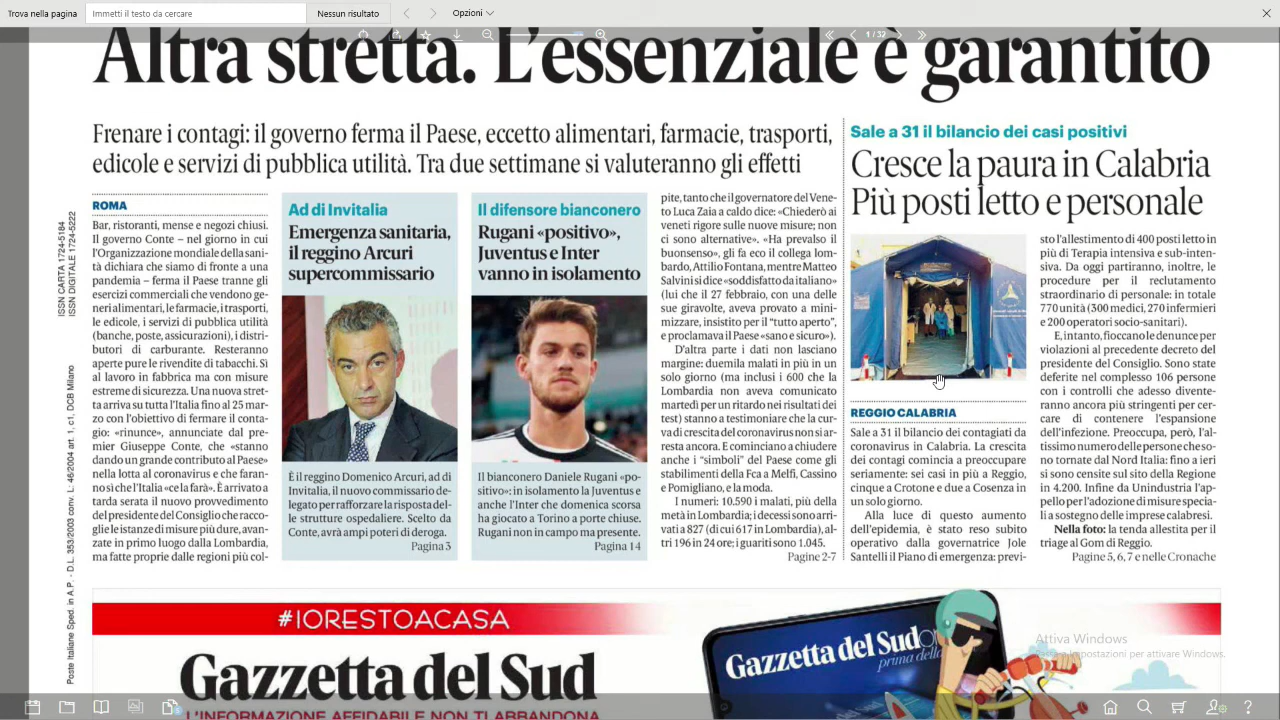 Trova nella pagina
Immetti il testo da cercare
Nessun risultato
Opzioni
1 / 32
Altra stretta. L'essenziale è garantito
Frenare i contagi: il governo ferma il Paese, eccetto alimentari, farmacie, trasporti,
edicole e servizi di pubblica utilità. Tra due settimane si valuteranno gli effetti
ISSN CARTA 1724-5184
ISSN DIGITALE 1724-5222
Poste Italiane Sped. in A.P. - D.L. 353/2003 conv. L: 46/2004 art. 1, c1, DCB Milano
ROMA
Bar, ristoranti, mense e negozi chiusi.
Il governo Conte – nel giorno in cui
l'Organizzazione mondiale della sani-
tà dichiara che siamo di fronte a una
pandemia – ferma il Paese tranne gli
esercizi commerciali che vendono ge-
neri alimentari, le farmacie, i trasporti,
le edicole, i servizi di pubblica utilità
(banche, poste, assicurazioni), i distri-
butori di carburante. Resteranno
aperte pure le rivendite di tabacchi. Sì
al lavoro in fabbrica ma con misure
estreme di sicurezza. Una nuova stret-
ta arriva su tutta l'Italia fino al 25 mar-
zo con l'obiettivo di fermare il conta-
gio: «rinunce», annunciate dal pre-
mier Giuseppe Conte, che «stanno
dando un grande contributo al Paese»
nella lotta al coronavirus e che faran-
no sì che l'Italia «ce la farà». È arrivato a
tarda serata il nuovo provvedimento
del presidente del Consiglio che racco-
glie le istanze di misure più dure, avan-
zate in primo luogo dalla Lombardia,
ma fatte proprie dalle regioni più col-
Ad di Invitalia
Emergenza sanitaria,
il reggino Arcuri
supercommissario
È il reggino Domenico Arcuri, ad di
Invitalia, il nuovo commissario de-
legato per rafforzare la risposta del-
le strutture ospedaliere. Scelto da
Conte, avrà ampi poteri di deroga.
Pagina 3
Il difensore bianconero
Rugani «positivo»,
Juventus e Inter
vanno in isolamento
Il bianconero Daniele Rugani «po-
sitivo»: in isolamento la Juventus e
anche l'Inter che domenica scorsa
ha giocato a Torino a porte chiuse.
Rugani non in campo ma presente.
Pagina 14
pite, tanto che il governatore del Vene-
to Luca Zaia a caldo dice: «Chiederò ai
veneti rigore sulle nuove misure; non
ci sono alternative». «Ha prevalso il
buonsenso», gli fa eco il collega lom-
bardo, Attilio Fontana, mentre Matteo
Salvini si dice «soddisfatto da italiano»
(lui che il 27 febbraio, con una delle
sue giravolte, aveva provato a mini-
mizzare, insistito per il "tutto aperto",
e proclamava il Paese «sano e sicuro»).
D'altra parte i dati non lasciano
margine: duemila malati in più in un
solo giorno (ma inclusi i 600 che la
Lombardia non aveva comunicato
martedì per un ritardo nei risultati dei
test) stanno a testimoniare che la cur-
va di crescita del coronavirus non si ar-
resta ancora. E cominciano a chiudere
anche i "simboli" del Paese come gli
stabilimenti della Fca a Melfi, Cassino
e Pomigliano, e la moda.
I numeri: 10.590 i malati, più della
metà in Lombardia; i decessi sono arri-
vati a 827 (di cui 617 in Lombardia), al-
tri 196 in 24 ore; i guariti sono 1.045.
Pagine 2-7
Sale a 31 il bilancio dei casi positivi
Cresce la paura in Calabria
Più posti letto e personale
REGGIO CALABRIA
Sale a 31 il bilancio dei contagiati da
coronavirus in Calabria. La crescita
dei contagi comincia a preoccupare
seriamente: sei casi in più a Reggio,
cinque a Crotone e due a Cosenza in
un solo giorno.
Alla luce di questo aumento
dell'epidemia, è stato reso subito
operativo dalla governatrice Jole
Santelli il Piano di emergenza: previ-
sto l'allestimento di 400 posti letto in
più di Terapia intensiva e sub-inten-
siva. Da oggi partiranno, inoltre, le
procedure per il reclutamento
straordinario di personale: in totale
770 unità (300 medici, 270 infermieri
e 200 operatori socio-sanitari).
E, intanto, fioccano le denunce per
violazioni al precedente decreto del
presidente del Consiglio. Sono state
deferite nel complesso 106 persone
con i controlli che adesso divente-
ranno ancora più stringenti per cer-
care di contenere l'espansione
dell'infezione. Preoccupa, però, l'al-
tissimo numero delle persone che so-
no tornate dal Nord Italia: fino a ieri
si sono censite sul sito della Regione
in 4.200. Infine da Unindustria l'ap-
pello per l'adozione di misure specia-
li a sostegno delle imprese calabresi.
Nella foto: la tenda allestita per il
triage al Gom di Reggio.
Pagine 5, 6, 7 e nelle Cronache
#IORESTOACASA
Gazzetta del Sud
L'INFORMAZIONE AFFIDABILE NON TI ABBANDONA
Gazzetta del Sud
prima della
Attiva Windows
impostazioni per attivare Windows.